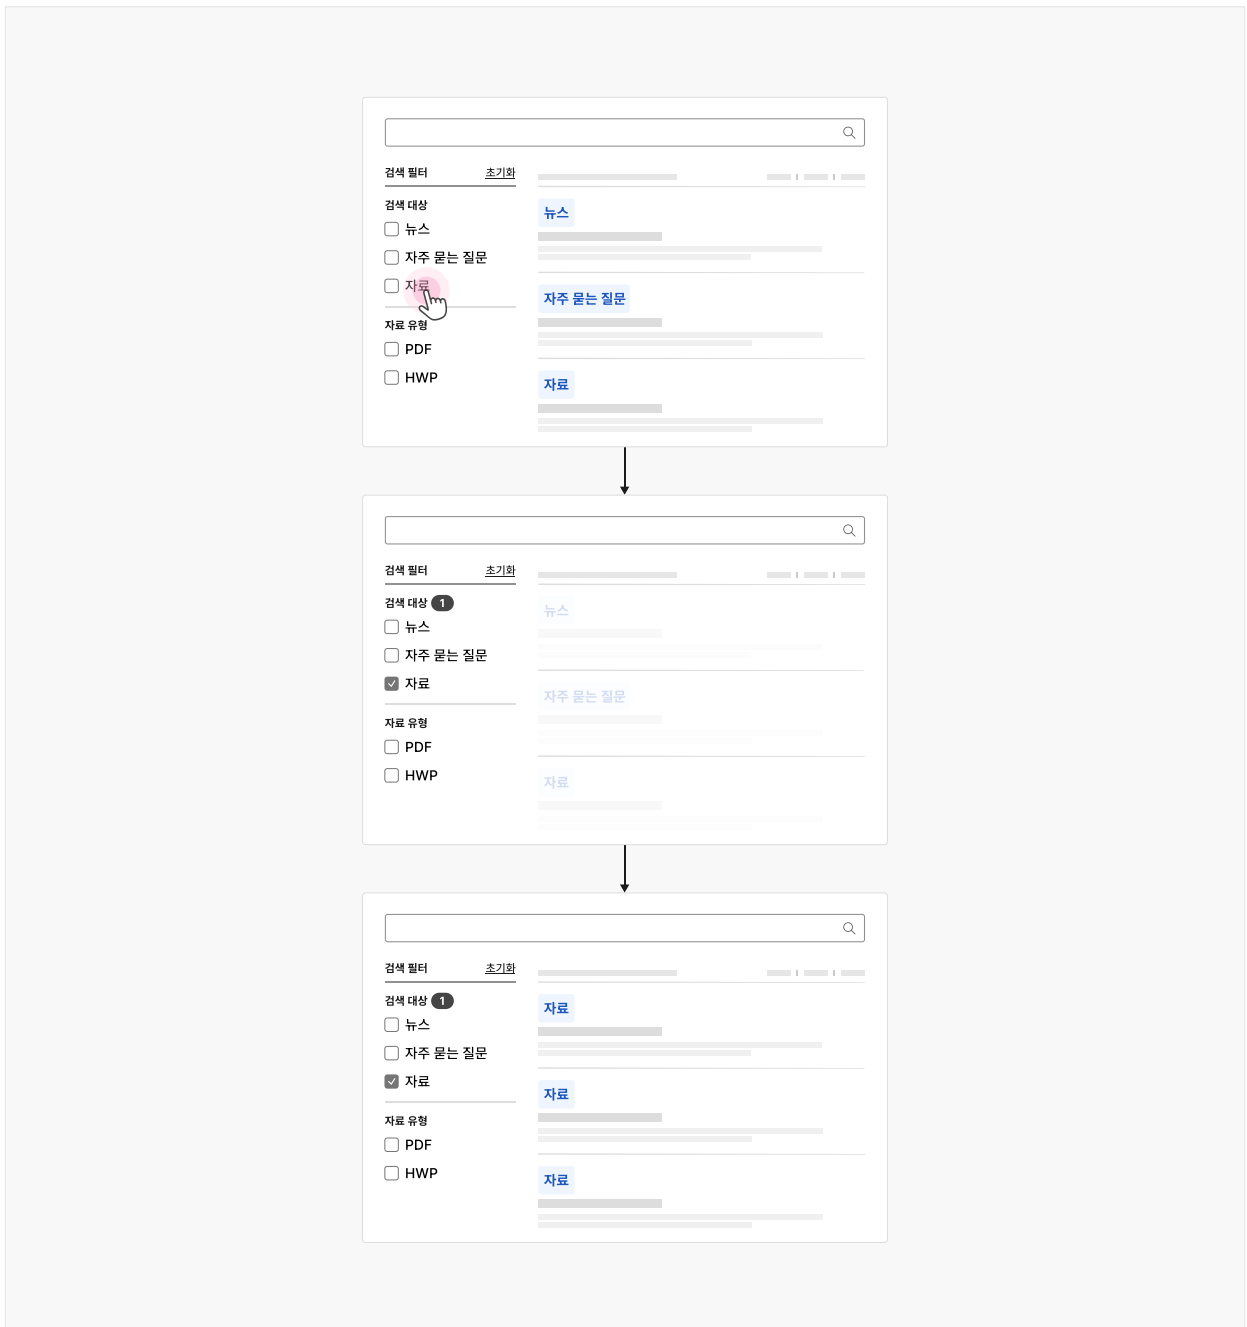 검색 필터 초기화
검색 대상
뉴스
자주 묻는 질문
자료
자료 유형
PDF
HWP
뉴스
자주 묻는 질문
자료
검색 필터 초기화
검색 대상 1
뉴스
자주 묻는 질문
자료
자료 유형
PDF
HWP
뉴스
자주 묻는 질문
자료
검색 필터 초기화
검색 대상 1
뉴스
자주 묻는 질문
자료
자료 유형
PDF
HWP
자료
자료
자료